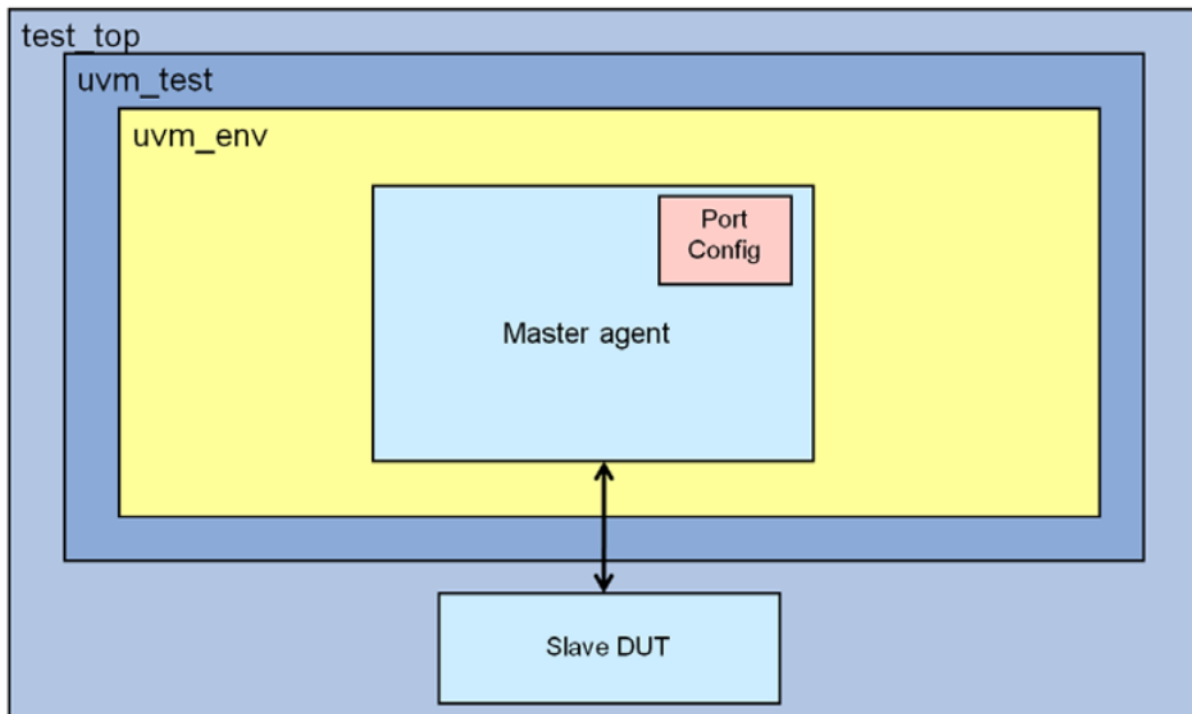 test_top
uvm_test
uvm_env
Port
Config
Master agent
Slave DUT